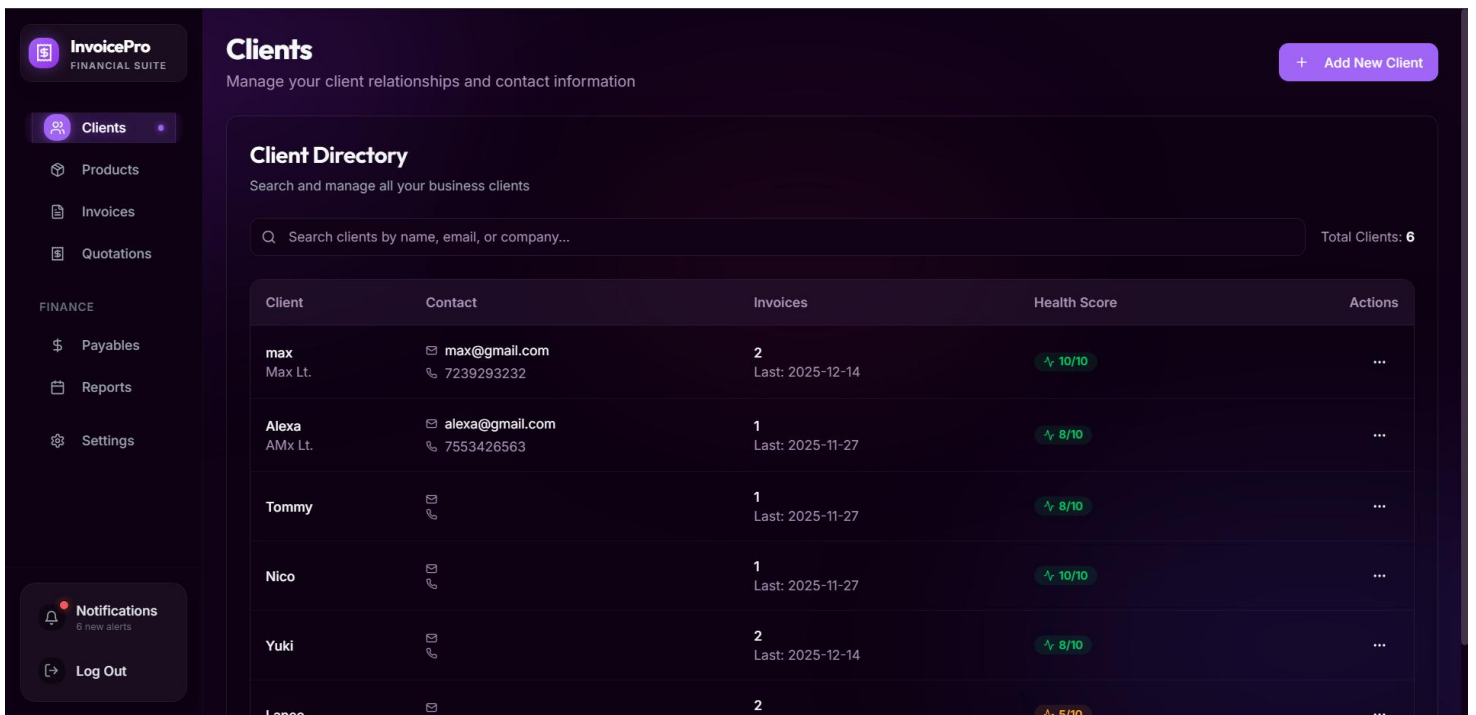 InvoicePro
FINANCIAL SUITE
Clients
Products
Invoices
Quotations
FINANCE
Payables
Reports
Settings
Notifications
6 new alerts
Log Out
Clients
Manage your client relationships and contact information
+ Add New Client
Client Directory
Search and manage all your business clients
Search clients by name, email, or company...
Total Clients: 6
Client Contact Invoices Health Score Actions
max max@gmail.com 2 10/10 ...
Max Lt. 7239293232 Last: 2025-12-14
Alexa alexa@gmail.com 1 8/10 ...
AMx Lt. 7553426563 Last: 2025-11-27
Tommy 1 8/10 ...
Last: 2025-11-27
Nico 1 10/10 ...
Last: 2025-11-27
Yuki 2 8/10 ...
Last: 2025-12-14
Lance 2 5/10 ...